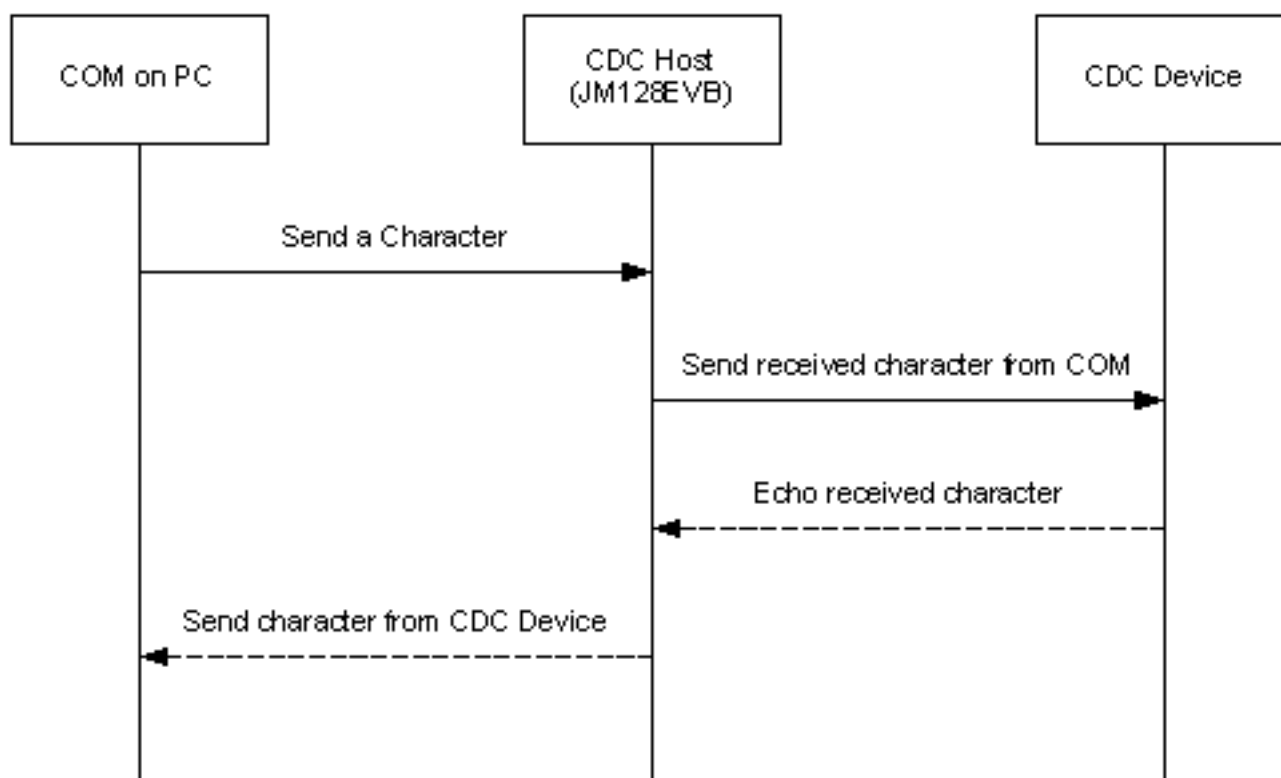 COM on PC
CDC Host
(JM128EVB)
CDC Device
Send a Character
Send received character from COM
Echo received character
Send character from CDC Device